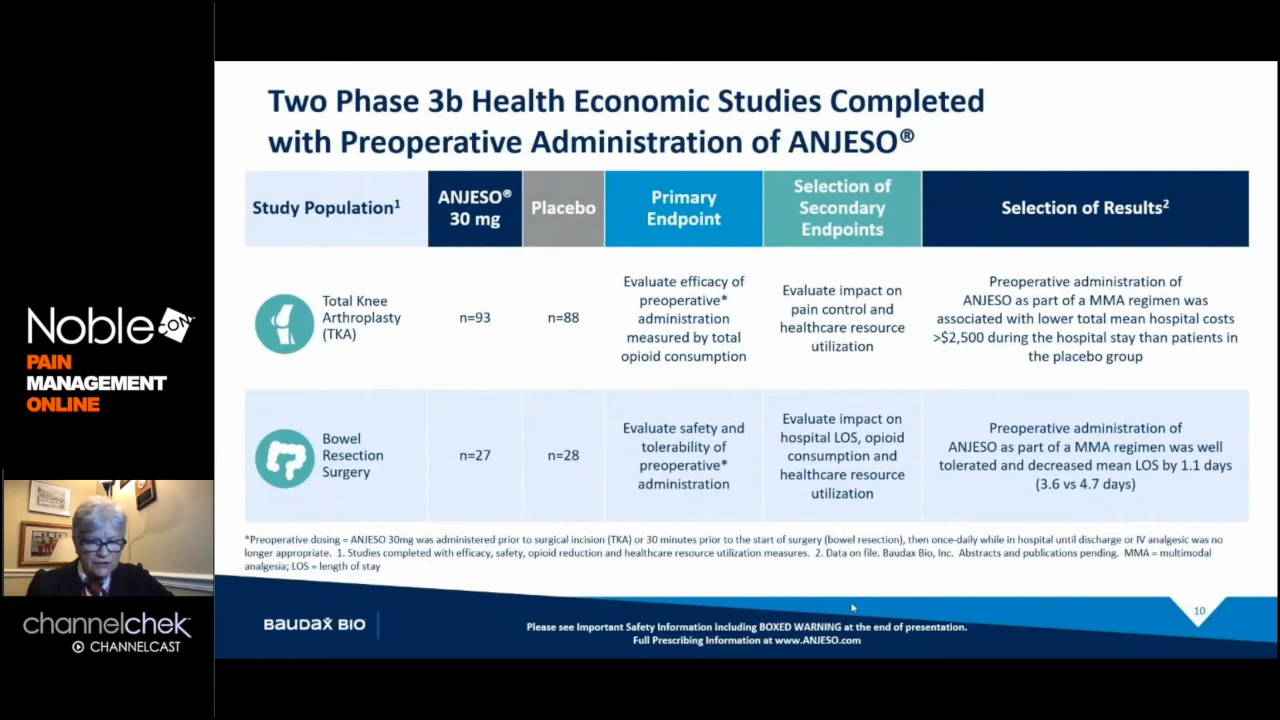 Two Phase 3b Health Economic Studies Completed
with Preoperative Administration of ANJESO®
Study Population¹
ANJESO®
30 mg
Placebo
Primary
Endpoint
Selection of
Secondary
Endpoints
Selection of Results²
Total Knee
Arthroplasty
(TKA)
n=93
n=88
Evaluate efficacy of
preoperative*
administration
measured by total
opioid consumption
Evaluate impact on
pain control and
healthcare resource
utilization
Preoperative administration of
ANJESO as part of a MMA regimen was
associated with lower total mean hospital costs
>$2,500 during the hospital stay than patients in
the placebo group
Bowel
Resection
Surgery
n=27
n=28
Evaluate safety and
tolerability of
preoperative*
administration
Evaluate impact on
hospital LOS, opioid
consumption and
healthcare resource
utilization
Preoperative administration of
ANJESO as part of a MMA regimen was well
tolerated and decreased mean LOS by 1.1 days
(3.6 vs 4.7 days)
*Preoperative dosing = ANJESO 30mg was administered prior to surgical incision (TKA) or 30 minutes prior to the start of surgery (bowel resection), then once-daily while in hospital until discharge or IV analgesic was no
longer appropriate. 1. Studies completed with efficacy, safety, opioid reduction and healthcare resource utilization measures. 2. Data on file. Baudax Bio, Inc. Abstracts and publications pending. MMA = multimodal
analgesia; LOS = length of stay
BAUDAX BIO
Please see Important Safety Information including BOXED WARNING at the end of presentation.
Full Prescribing Information at www.ANJESO.com
10
Noble
CON
PAIN
MANAGEMENT
ONLINE
channelchek
CHANNELCAST